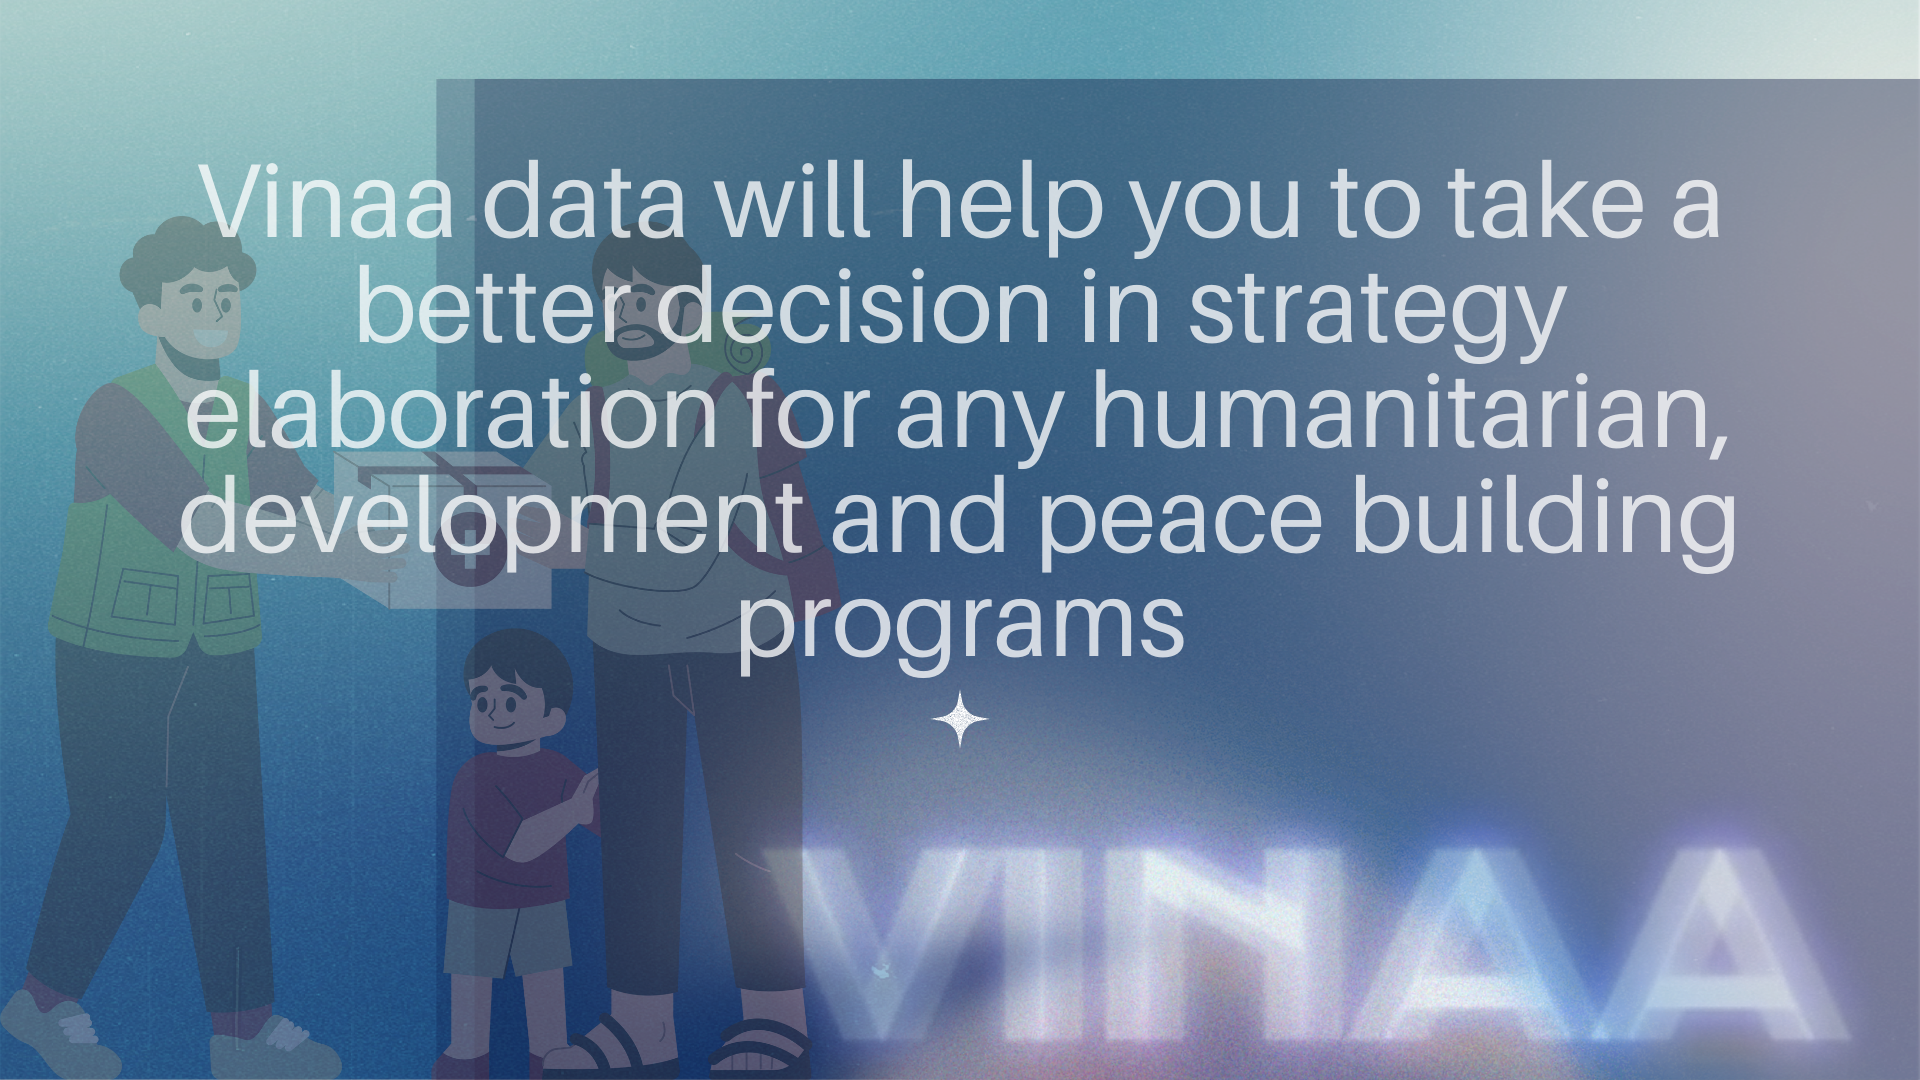 Vinaa data will help you to take a
better decision in strategy
elaboration for any humanitarian,
development and peace building
programs
VINAA